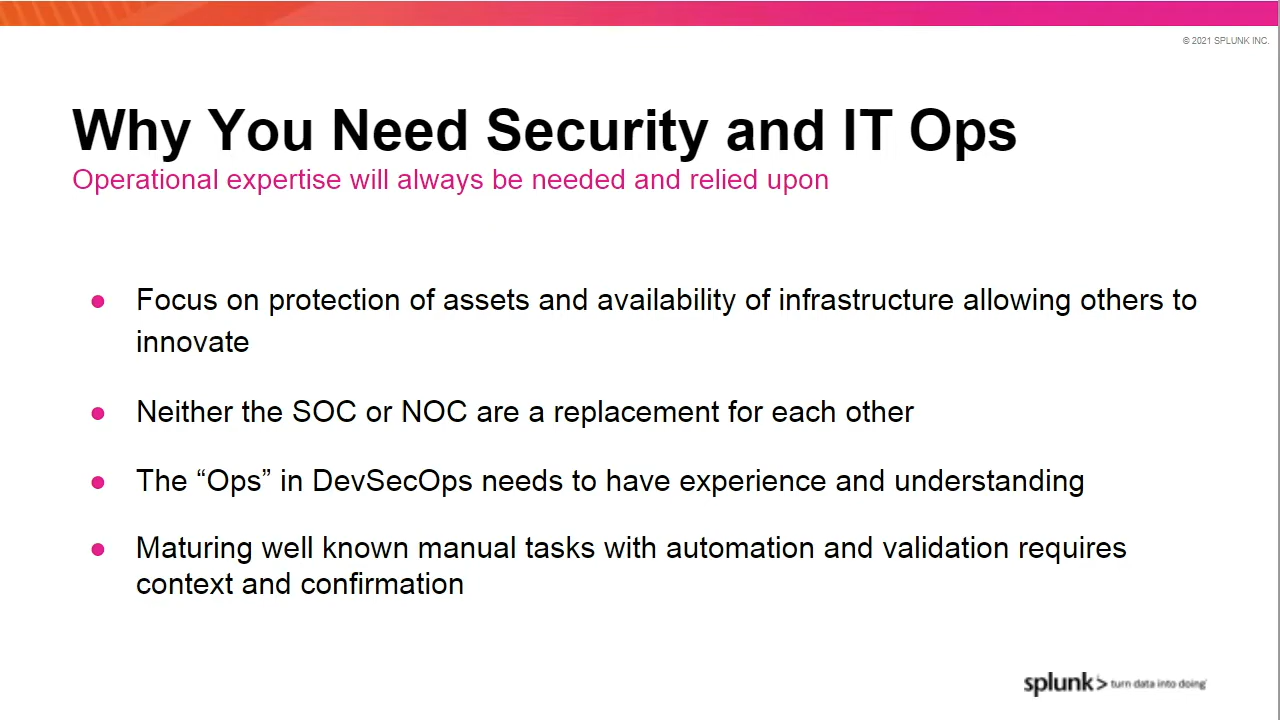 © 2021 SPLUNK INC.
Why You Need Security and IT Ops
Operational expertise will always be needed and relied upon
● Focus on protection of assets and availability of infrastructure allowing others to
innovate
● Neither the SOC or NOC are a replacement for each other
● The “Ops” in DevSecOps needs to have experience and understanding
● Maturing well known manual tasks with automation and validation requires
context and confirmation
splunk> turn data into doing